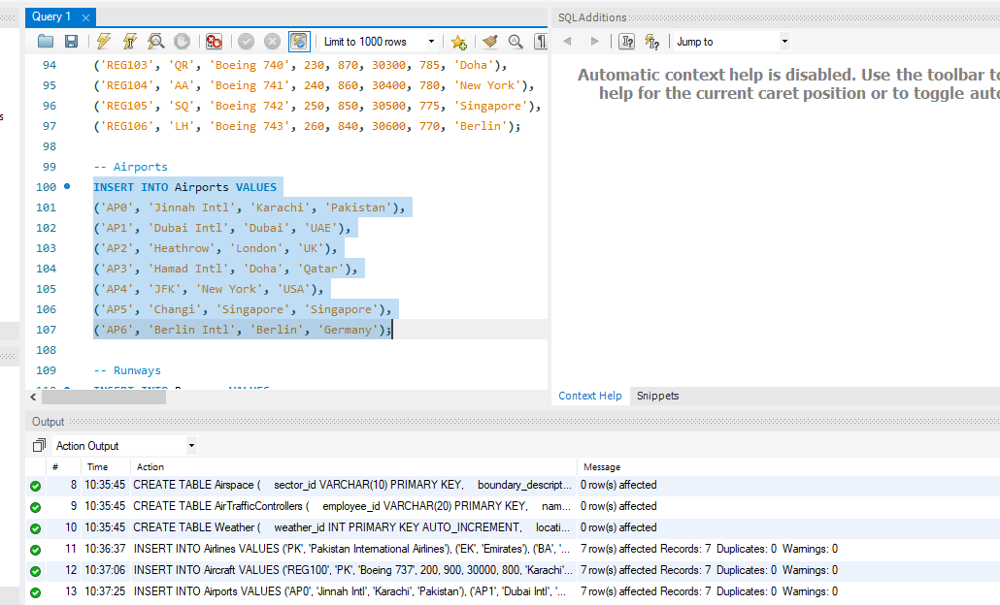 Query 1
SQLAdditions
Limit to 1000 rows
Jump to
94 ('REG103', 'QR', 'Boeing 740', 230, 870, 30300, 785, 'Doha'),
95 ('REG104', 'AA', 'Boeing 741', 240, 860, 30400, 780, 'New York'),
96 ('REG105', 'SQ', 'Boeing 742', 250, 850, 30500, 775, 'Singapore'),
97 ('REG106', 'LH', 'Boeing 743', 260, 840, 30600, 770, 'Berlin');
98
99 -- Airports
100 INSERT INTO Airports VALUES
101 ('AP0', 'Jinnah Intl', 'Karachi', 'Pakistan'),
102 ('AP1', 'Dubai Intl', 'Dubai', 'UAE'),
103 ('AP2', 'Heathrow', 'London', 'UK'),
104 ('AP3', 'Hamad Intl', 'Doha', 'Qatar'),
105 ('AP4', 'JFK', 'New York', 'USA'),
106 ('AP5', 'Changi', 'Singapore', 'Singapore'),
107 ('AP6', 'Berlin Intl', 'Berlin', 'Germany');
108
109 -- Runways
Automatic context help is disabled. Use the toolbar to
help for the current caret position or to toggle auto
Context Help Snippets
Output
Action Output
# Time Action Message
8 10:35:45 CREATE TABLE Airspace ( sector_id VARCHAR(10) PRIMARY KEY, boundary_descript... 0 row(s) affected
9 10:35:45 CREATE TABLE AirTrafficControllers ( employee_id VARCHAR(20) PRIMARY KEY, nam... 0 row(s) affected
10 10:35:45 CREATE TABLE Weather ( weather_id INT PRIMARY KEY AUTO_INCREMENT, locati... 0 row(s) affected
11 10:36:37 INSERT INTO Airlines VALUES ('PK', 'Pakistan International Airlines'), ('EK', 'Emirates'), ('BA', '... 7 row(s) affected Records: 7 Duplicates: 0 Warnings: 0
12 10:37:06 INSERT INTO Aircraft VALUES ('REG100', 'PK', 'Boeing 737', 200, 900, 30000, 800, 'Karachi'... 7 row(s) affected Records: 7 Duplicates: 0 Warnings: 0
13 10:37:25 INSERT INTO Airports VALUES ('AP0', 'Jinnah Intl', 'Karachi', 'Pakistan'), ('AP1', 'Dubai Intl', '... 7 row(s) affected Records: 7 Duplicates: 0 Warnings: 0